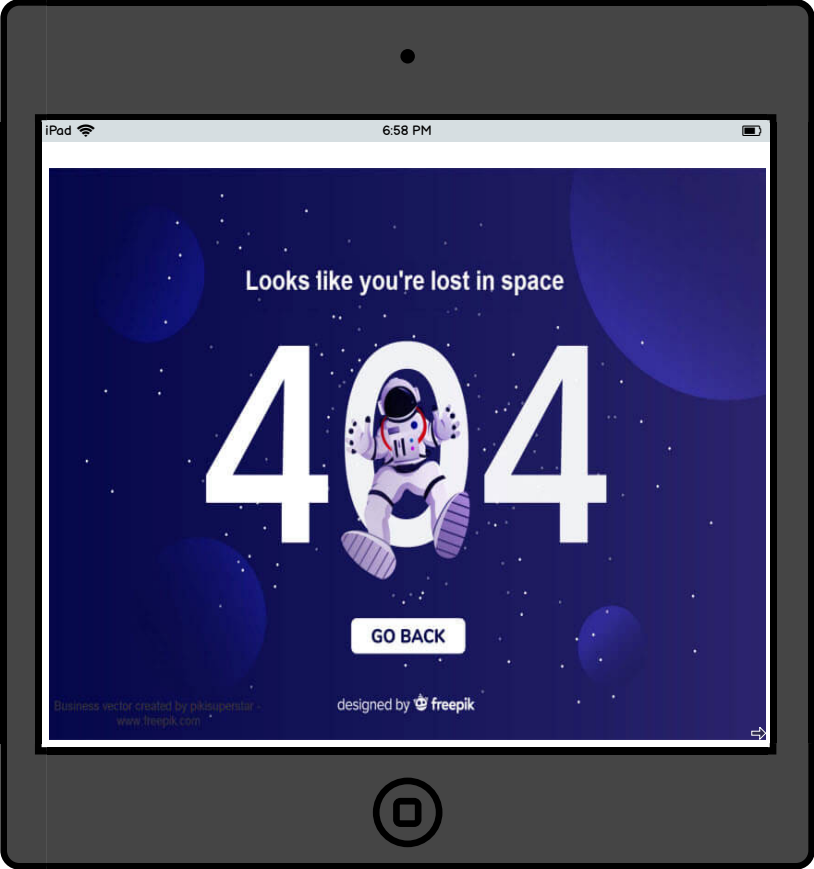 iPad
6:58 PM
Looks like you're lost in space
404
GO BACK
designed by freepik
Business vector created by pikisuperstar -
www.freepik.com